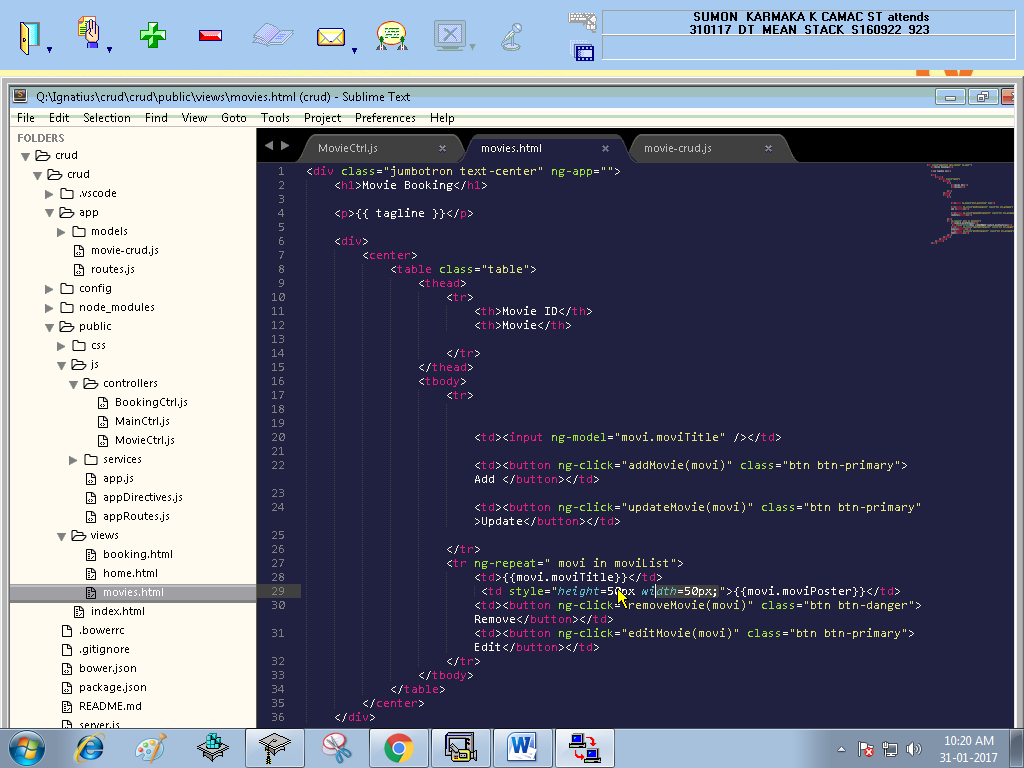 SUMON KARMAKA K CAMAC ST attends
310117_DT_MEAN_STACK_S160922_923
Q:\Ignatius\crud\crud\public\views\movies.html (crud) - Sublime Text
File Edit Selection Find View Goto Tools Project Preferences Help
FOLDERS
crud
crud
.vscode
app
models
movie-crud.js
routes.js
config
node_modules
public
css
js
controllers
BookingCtrl.js
MainCtrl.js
MovieCtrl.js
services
app.js
appDirectives.js
appRoutes.js
views
booking.html
home.html
movies.html
index.html
.bowerrc
.gitignore
bower.json
package.json
README.md
server.js
MovieCtrl.js × movies.html × movie-crud.js ×
1 <div class="jumbotron text-center" ng-app="">
2 <h1>Movie Booking</h1>
3
4 <p>{{ tagline }}</p>
5
6 <div>
7 <center>
8 <table class="table">
9 <thead>
10 <tr>
11 <th>Movie ID</th>
12 <th>Movie</th>
13
14 </tr>
15 </thead>
16 <tbody>
17 <tr>
18
19
20 <td><input ng-model="movi.moviTitle" /></td>
21
22 <td><button ng-click="addMovie(movi)" class="btn btn-primary">
Add </button></td>
23
24 <td><button ng-click="updateMovie(movi)" class="btn btn-primary"
>Update</button></td>
25
26 </tr>
27 <tr ng-repeat=" movi in moviList">
28 <td>{{movi.moviTitle}}</td>
29 <td style="height=50px width=50px;">{{movi.moviPoster}}</td>
30 <td><button ng-click="removeMovie(movi)" class="btn btn-danger">
Remove</button></td>
31 <td><button ng-click="editMovie(movi)" class="btn btn-primary">
Edit</button></td>
32 </tr>
33 </tbody>
34 </table>
35 </center>
36 </div>
10:20 AM
31-01-2017